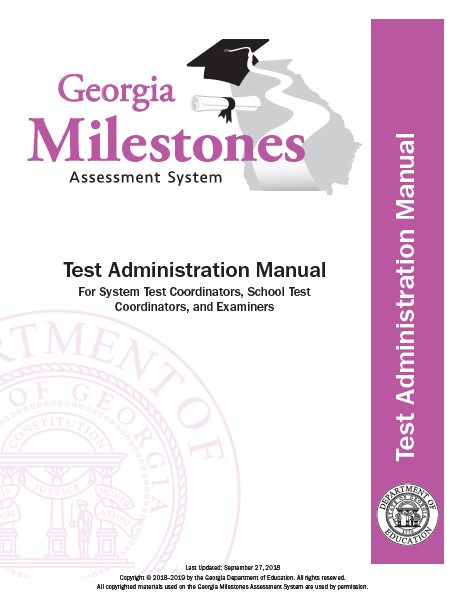 Georgia
Milestones
Assessment System
Test Administration Manual
For System Test Coordinators, School Test
Coordinators, and Examiners
Test Administration Manual
DEPARTMENT OF
EDUCATION
TMENT OF
OF GEORGIA
CONSTITUTION
JUSTICE
Last Updated: September 27, 2018
Copyright © 2018–2019 by the Georgia Department of Education. All rights reserved.
All copyrighted materials used on the Georgia Milestones Assessment System are used by permission.